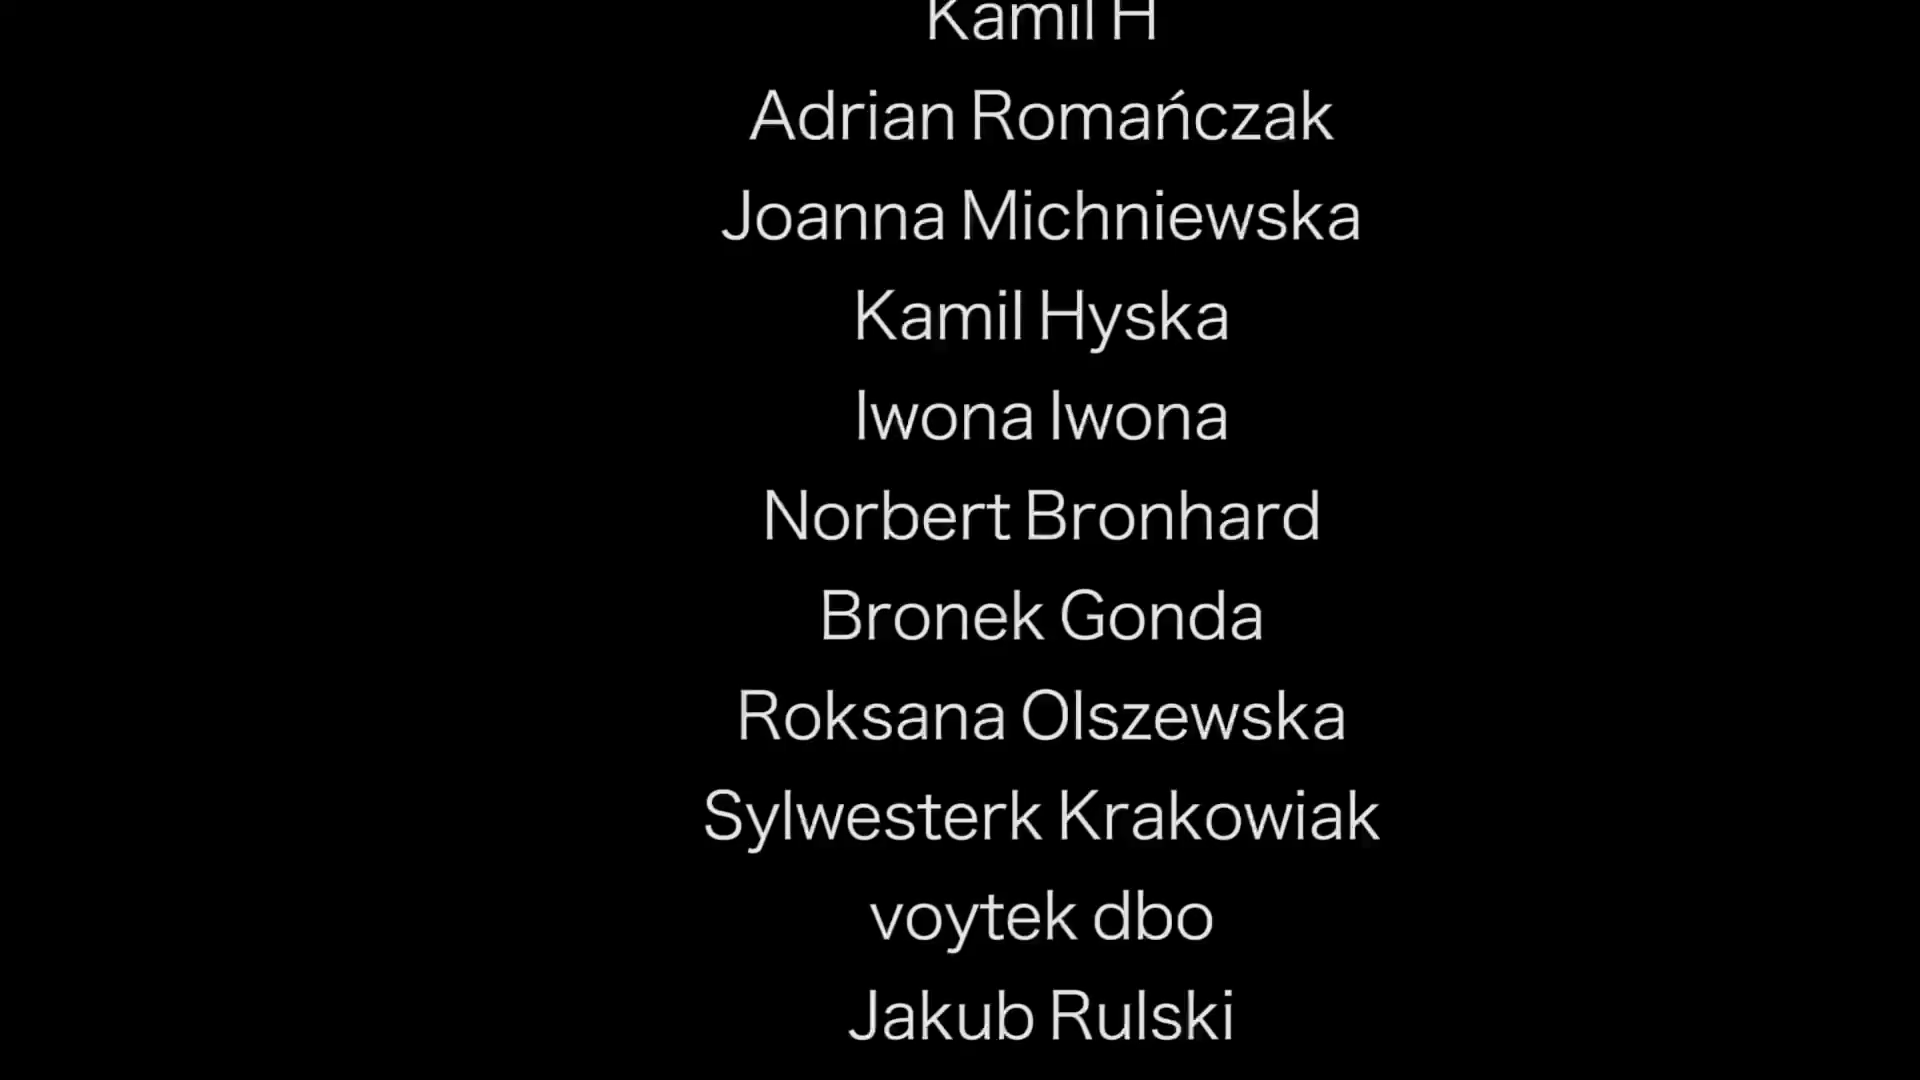 Kamil H
Adrian Romańczak
Joanna Michniewska
Kamil Hyska
Iwona Iwona
Norbert Bronhard
Bronek Gonda
Roksana Olszewska
Sylwesterk Krakowiak
voytek dbo
Jakub Rulski